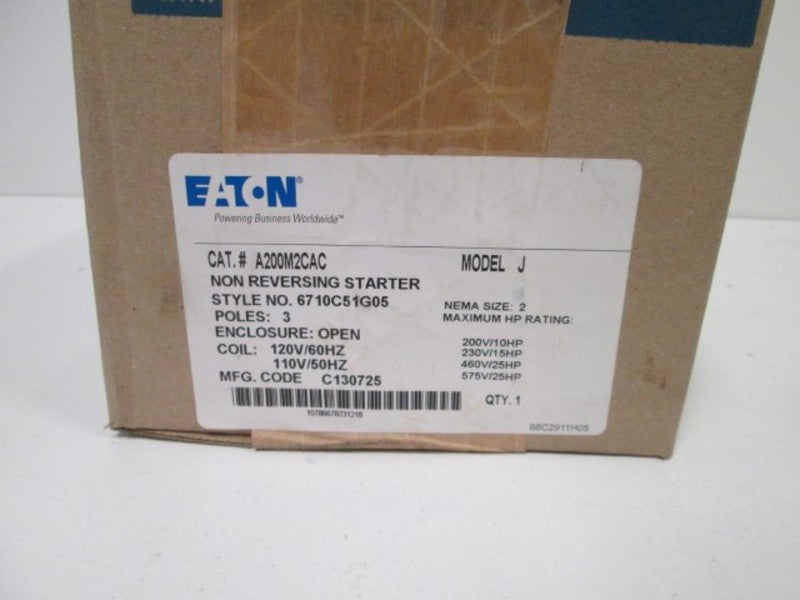 EATON®
Powering Business Worldwide™
CAT.# A200M2CAC MODEL J
NON REVERSING STARTER
STYLE NO. 6710C51G05
NEMA SIZE: 2
POLES: 3
MAXIMUM HP RATING:
ENCLOSURE: OPEN
200V/10HP
COIL: 120V/60HZ
230V/15HP
110V/50HZ
460V/25HP
MFG. CODE C130725
575V/25HP
QTY. 1
10786678231218
68C2911H05